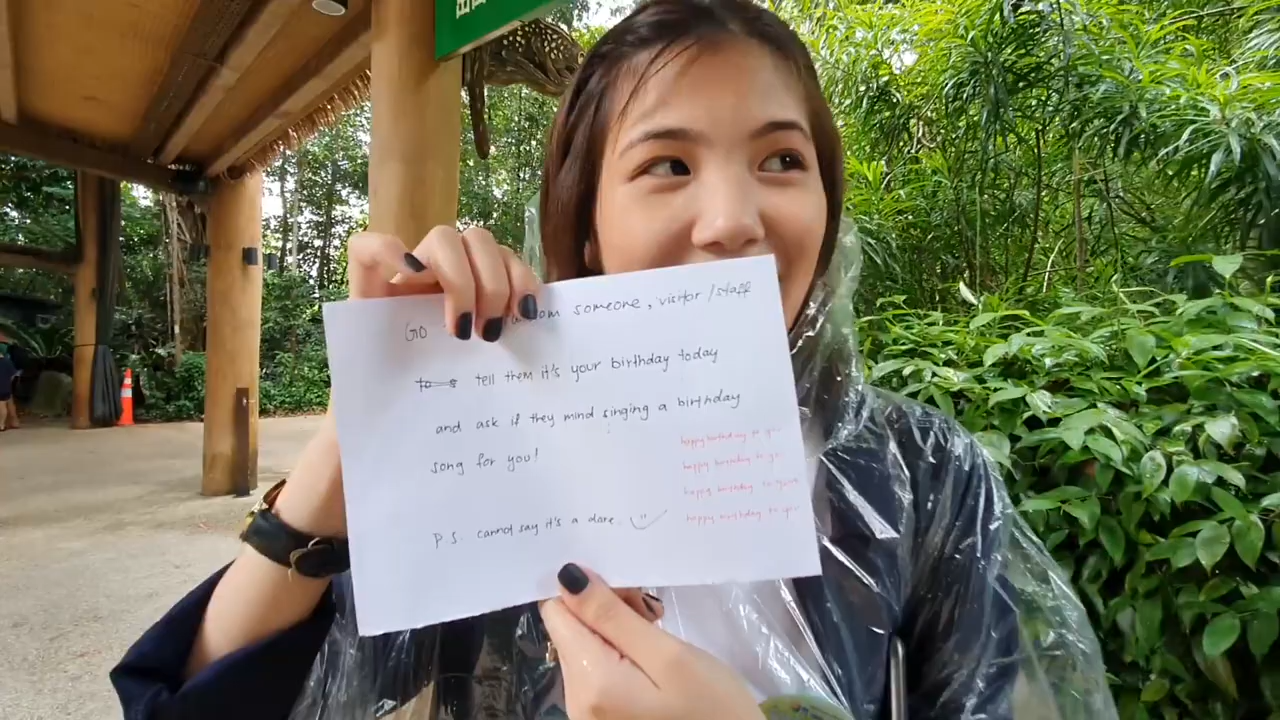 GO random someone, visitor/staff
tell them it's your birthday today
and ask if they mind singing a birthday
song for you!
P.S. cannot say it's a dare.
happy birthday to you
happy birthday to you
happy birthday to you
happy birthday to you